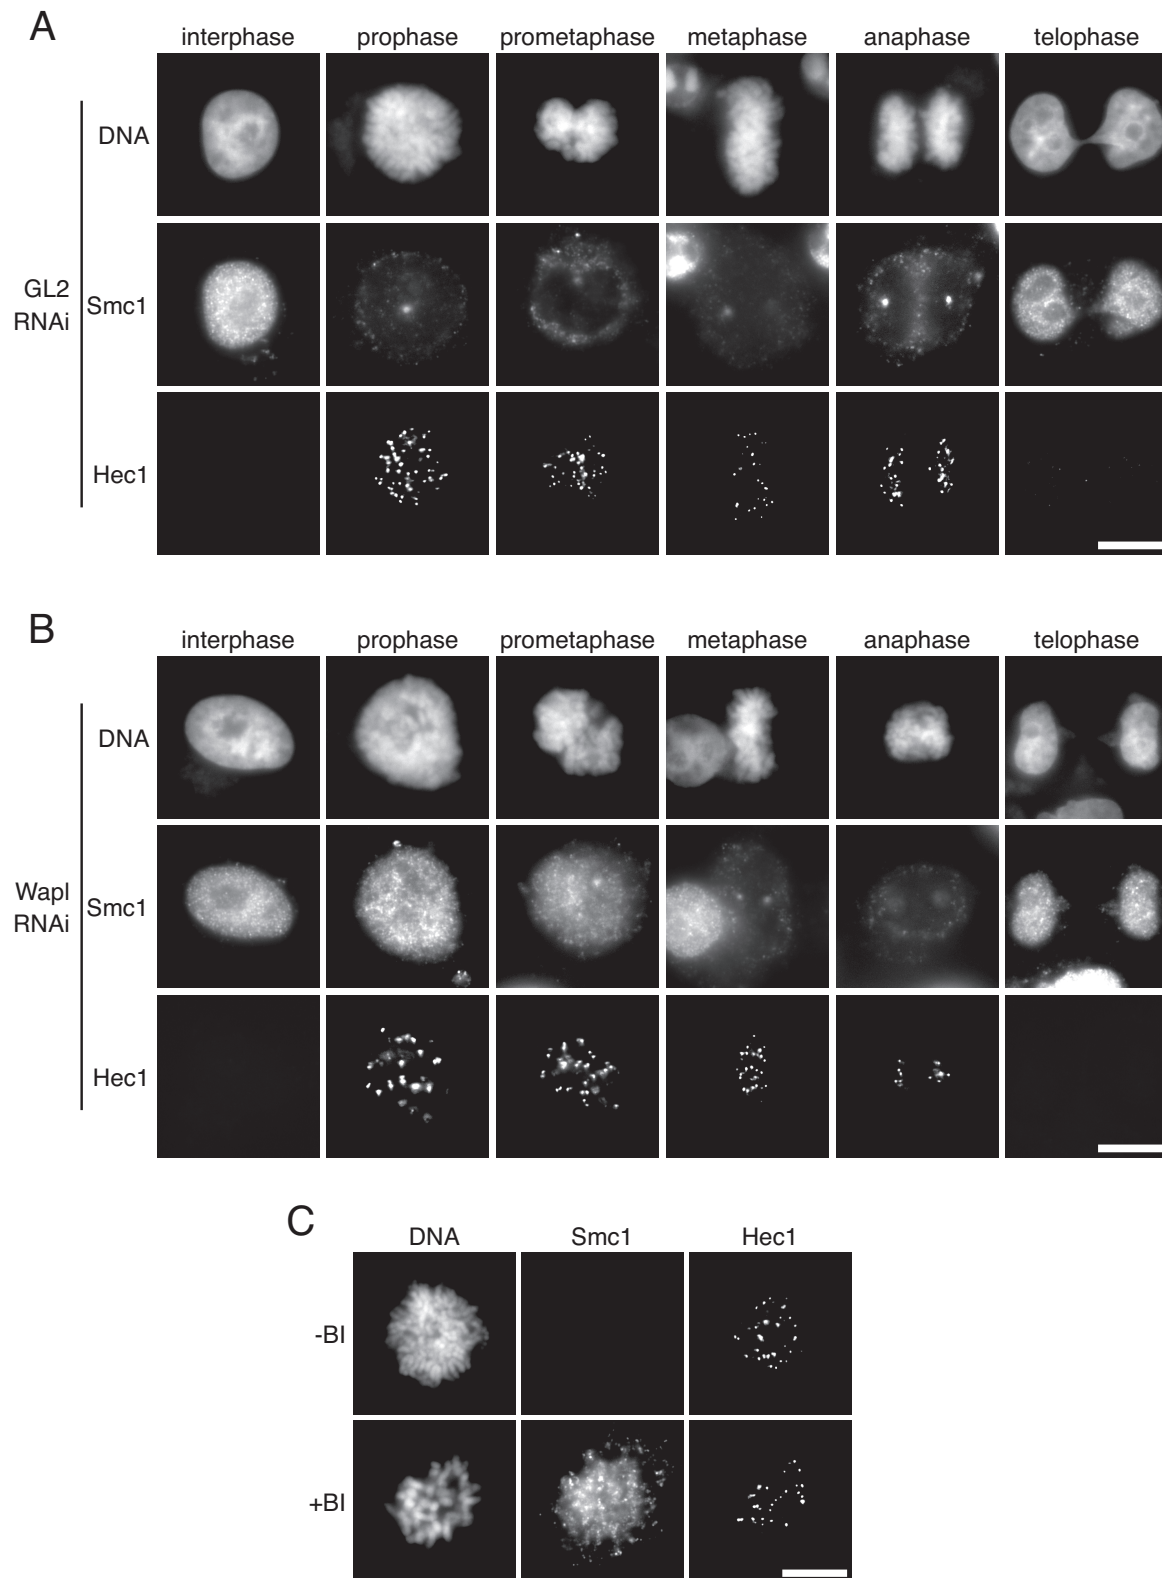 A
interphase prophase prometaphase metaphase anaphase telophase
DNA
GL2
RNAi
Smc1
Hec1
B
interphase prophase prometaphase metaphase anaphase telophase
DNA
Wapl
RNAi
Smc1
Hec1
C
DNA Smc1 Hec1
-BI
+BI